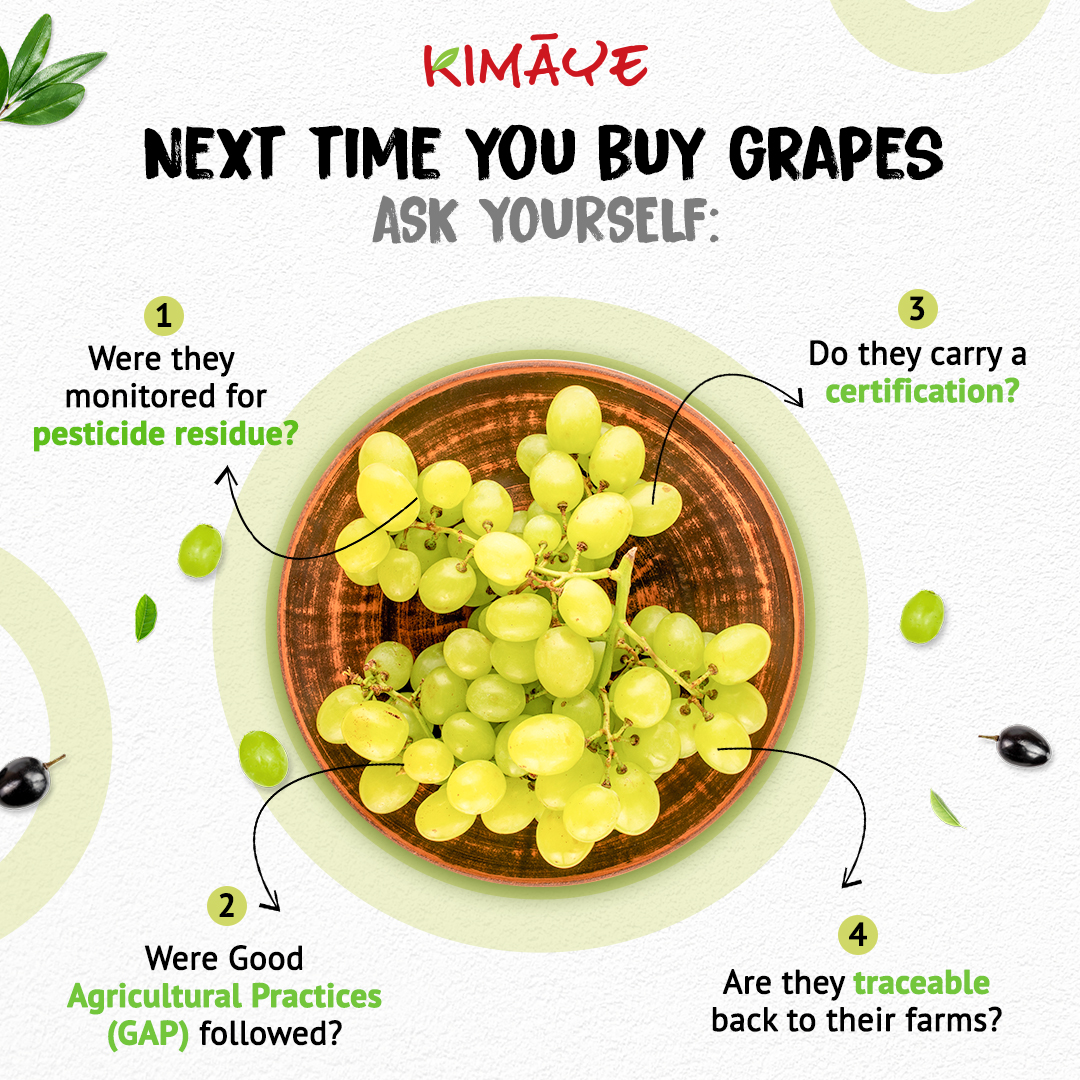 KIMĀYE
NEXT TIME YOU BUY GRAPES
ASK YOURSELF:
1
Were they
monitored for
pesticide residue?
2
Were Good
Agricultural Practices
(GAP) followed?
3
Do they carry a
certification?
4
Are they traceable
back to their farms?